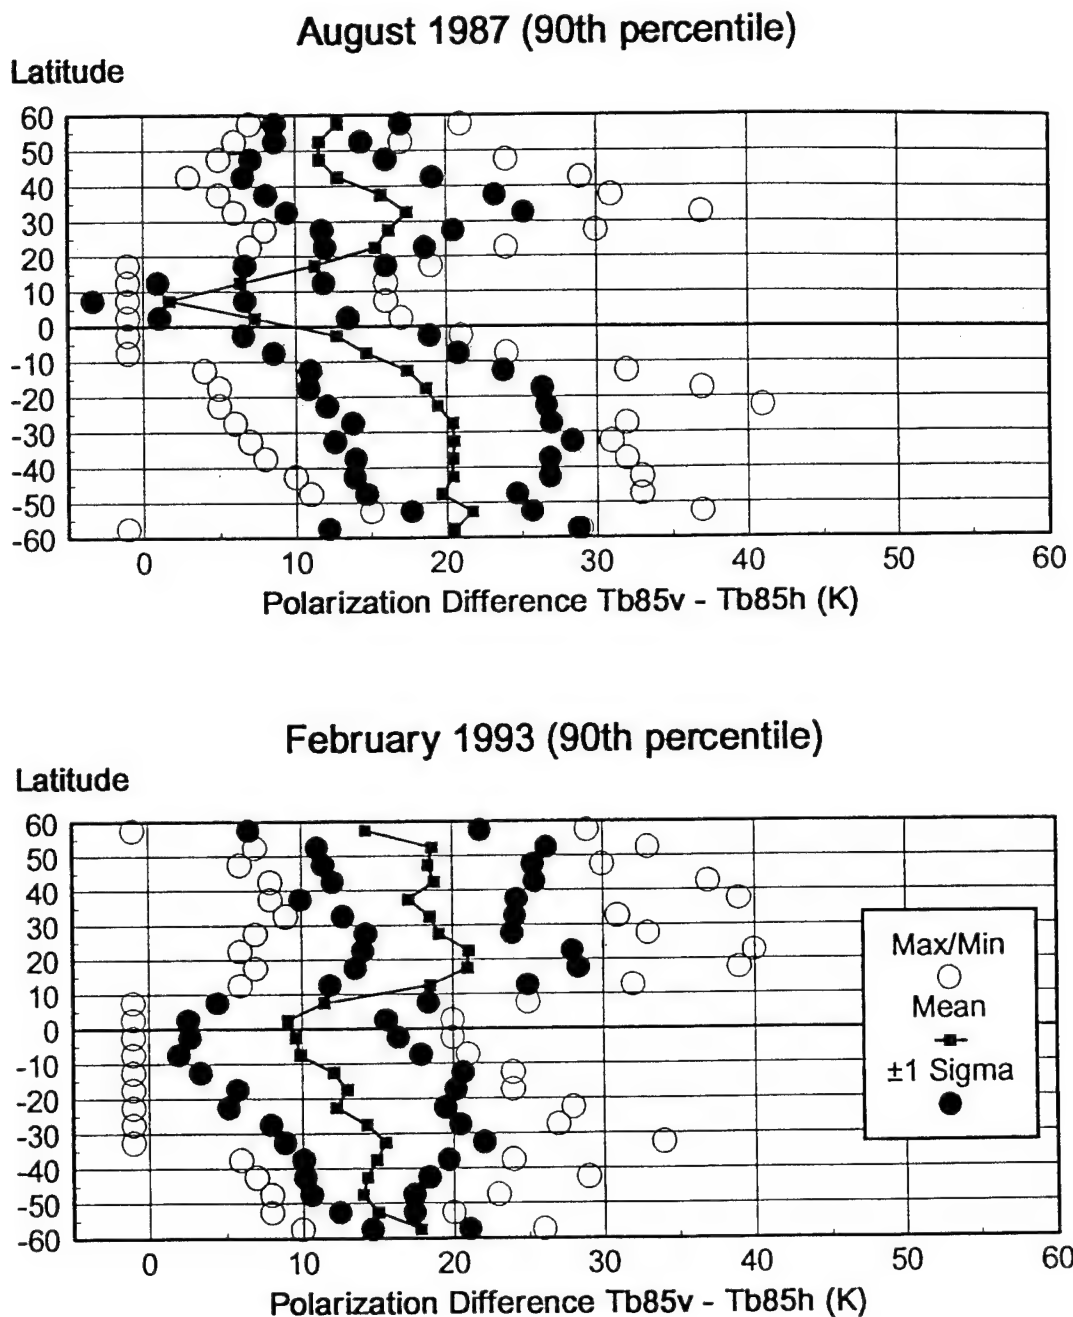 August 1987 (90th percentile)
Latitude
60
50
40
30
20
10
0
-10
-20
-30
-40
-50
-60
0 10 20 30 40 50 60
Polarization Difference Tb85v - Tb85h (K)
February 1993 (90th percentile)
Latitude
60
50
40
30
20
10
0
-10
-20
-30
-40
-50
-60
Max/Min
Mean
±1 Sigma
0 10 20 30 40 50 60
Polarization Difference Tb85v - Tb85h (K)